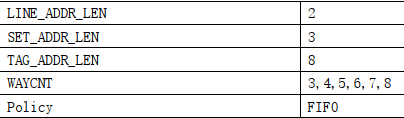 LINE_ADDR_LEN 2
SET_ADDR_LEN 3
TAG_ADDR_LEN 8
WAYCNT 3,4,5,6,7,8
Policy FIFO